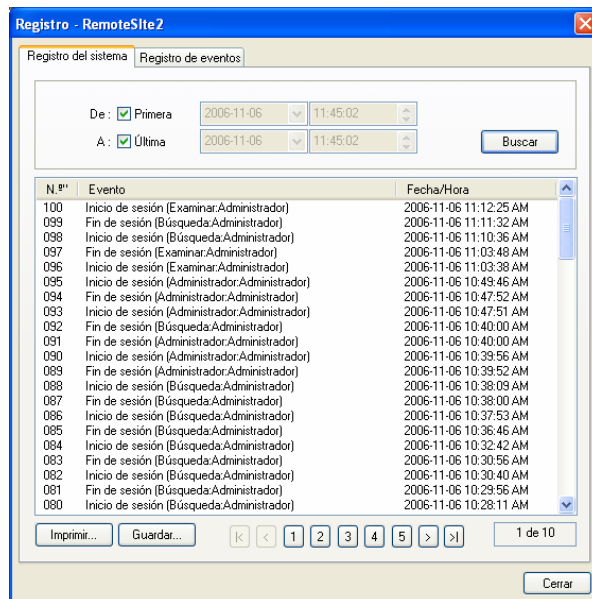 Registro - RemoteSIte2
Registro del sistema Registro de eventos
De : Primera 2006-11-06 11:45:02
A : Última 2006-11-06 11:45:02
Buscar
N.º'' Evento Fecha/Hora
100 Inicio de sesión (Examinar:Administrador) 2006-11-06 11:12:25 AM
099 Fin de sesión (Búsqueda:Administrador) 2006-11-06 11:11:32 AM
098 Inicio de sesión (Búsqueda:Administrador) 2006-11-06 11:10:36 AM
097 Fin de sesión (Examinar:Administrador) 2006-11-06 11:03:48 AM
096 Inicio de sesión (Examinar:Administrador) 2006-11-06 11:03:38 AM
095 Inicio de sesión (Administrador:Administrador) 2006-11-06 10:49:46 AM
094 Fin de sesión (Administrador:Administrador) 2006-11-06 10:47:52 AM
093 Inicio de sesión (Administrador:Administrador) 2006-11-06 10:47:51 AM
092 Fin de sesión (Búsqueda:Administrador) 2006-11-06 10:40:00 AM
091 Fin de sesión (Administrador:Administrador) 2006-11-06 10:40:00 AM
090 Inicio de sesión (Administrador:Administrador) 2006-11-06 10:39:56 AM
089 Fin de sesión (Administrador:Administrador) 2006-11-06 10:39:52 AM
088 Inicio de sesión (Búsqueda:Administrador) 2006-11-06 10:38:09 AM
087 Fin de sesión (Búsqueda:Administrador) 2006-11-06 10:38:00 AM
086 Inicio de sesión (Búsqueda:Administrador) 2006-11-06 10:37:53 AM
085 Fin de sesión (Búsqueda:Administrador) 2006-11-06 10:36:46 AM
084 Inicio de sesión (Búsqueda:Administrador) 2006-11-06 10:32:42 AM
083 Fin de sesión (Búsqueda:Administrador) 2006-11-06 10:30:56 AM
082 Inicio de sesión (Búsqueda:Administrador) 2006-11-06 10:30:40 AM
081 Fin de sesión (Búsqueda:Administrador) 2006-11-06 10:29:56 AM
080 Inicio de sesión (Búsqueda:Administrador) 2006-11-06 10:28:11 AM
Imprimir... Guardar... |< < 1 2 3 4 5 > >| 1 de 10
Cerrar